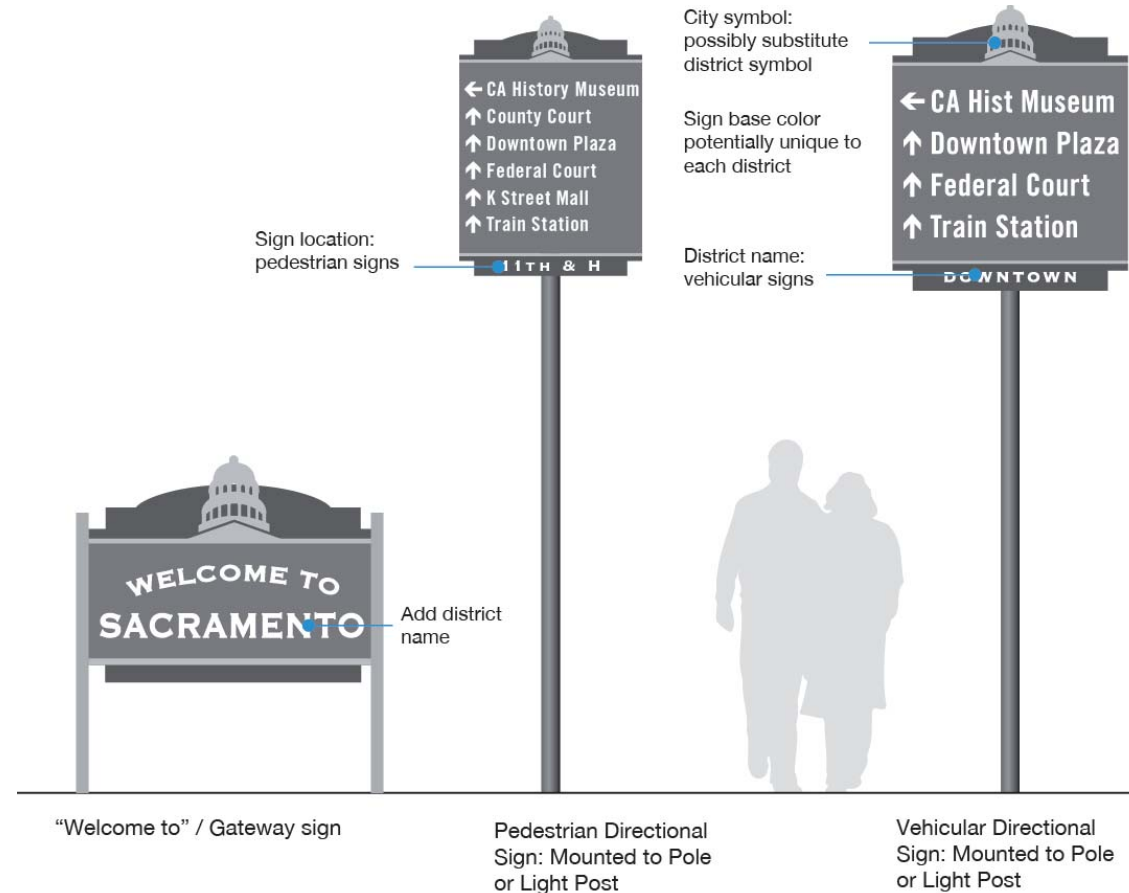 City symbol:
possibly substitute
district symbol
← CA History Museum
↑ County Court
↑ Downtown Plaza
↑ Federal Court
↑ K Street Mall
↑ Train Station
11TH & H
Sign location:
pedestrian signs
Sign base color
potentially unique to
each district
← CA Hist Museum
↑ Downtown Plaza
↑ Federal Court
↑ Train Station
DOWNTOWN
District name:
vehicular signs
WELCOME TO
SACRAMENTO
Add district
name
“Welcome to” / Gateway sign
Pedestrian Directional
Sign: Mounted to Pole
or Light Post
Vehicular Directional
Sign: Mounted to Pole
or Light Post